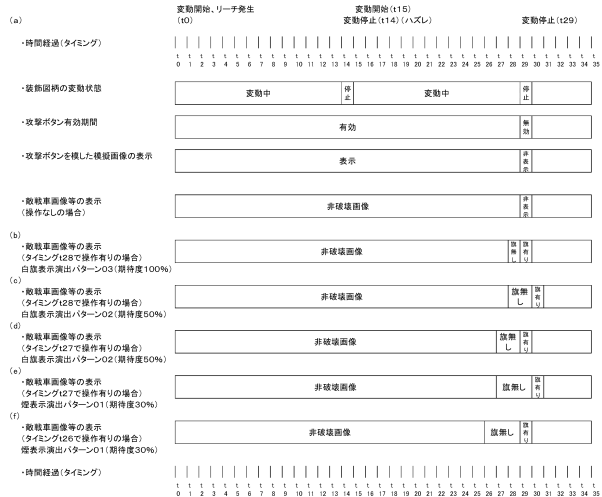 変動開始、リーチ発生
(t0)
変動開始(t15)
変動停止(t14)(ハズレ)
変動停止(t29)
(a)
・時間経過(タイミング)
t t t t t t t t t t t t t t t t t t t t t t t t t t t t t t t t t t t t
0 1 2 3 4 5 6 7 8 9 10 11 12 13 14 15 16 17 18 19 20 21 22 23 24 25 26 27 28 29 30 31 32 33 34 35
・装飾図柄の変動状態
変動中 停止 変動中 停止
・攻撃ボタン有効期間
有効 無効
・攻撃ボタンを模した模擬画像の表示
表示 非表示
・敵戦車画像等の表示
(操作なしの場合)
非破壊画像 非表示
(b)
・敵戦車画像等の表示
(タイミングt28で操作有りの場合)
白旗表示演出パターン03(期待度100%)
非破壊画像 旗無し 旗有り
(c)
・敵戦車画像等の表示
(タイミングt28で操作有りの場合)
白旗表示演出パターン02(期待度50%)
非破壊画像 旗無し 旗有り
(d)
・敵戦車画像等の表示
(タイミングt27で操作有りの場合)
白旗表示演出パターン02(期待度50%)
非破壊画像 旗無し 旗有り
(e)
・敵戦車画像等の表示
(タイミングt27で操作有りの場合)
煙表示演出パターン01(期待度30%)
非破壊画像 旗無し 旗有り
(f)
・敵戦車画像等の表示
(タイミングt26で操作有りの場合)
煙表示演出パターン01(期待度30%)
非破壊画像 旗無し 旗有り
・時間経過(タイミング)
t t t t t t t t t t t t t t t t t t t t t t t t t t t t t t t t t t t t
0 1 2 3 4 5 6 7 8 9 10 11 12 13 14 15 16 17 18 19 20 21 22 23 24 25 26 27 28 29 30 31 32 33 34 35